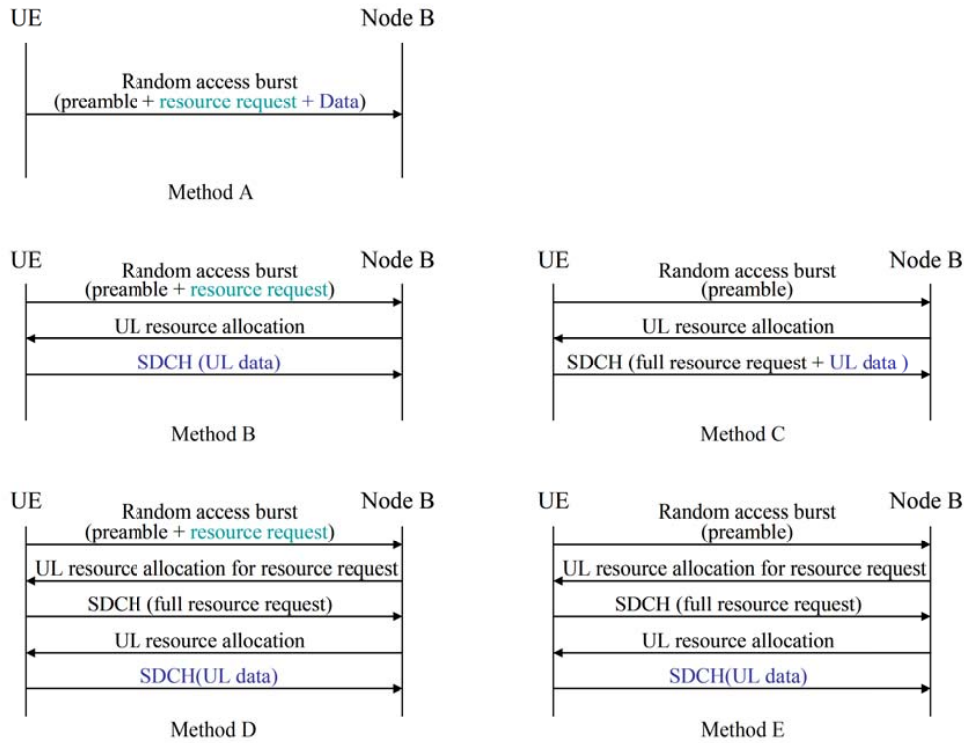 UE Node B
Random access burst
(preamble + resource request + Data)
Method A
UE Node B
Random access burst
(preamble + resource request)
UL resource allocation
SDCH (UL data)
Method B
UE Node B
Random access burst
(preamble)
UL resource allocation
SDCH (full resource request + UL data )
Method C
UE Node B
Random access burst
(preamble + resource request)
UL resource allocation for resource request
SDCH (full resource request)
UL resource allocation
SDCH(UL data)
Method D
UE Node B
Random access burst
(preamble)
UL resource allocation for resource request
SDCH (full resource request)
UL resource allocation
SDCH(UL data)
Method E